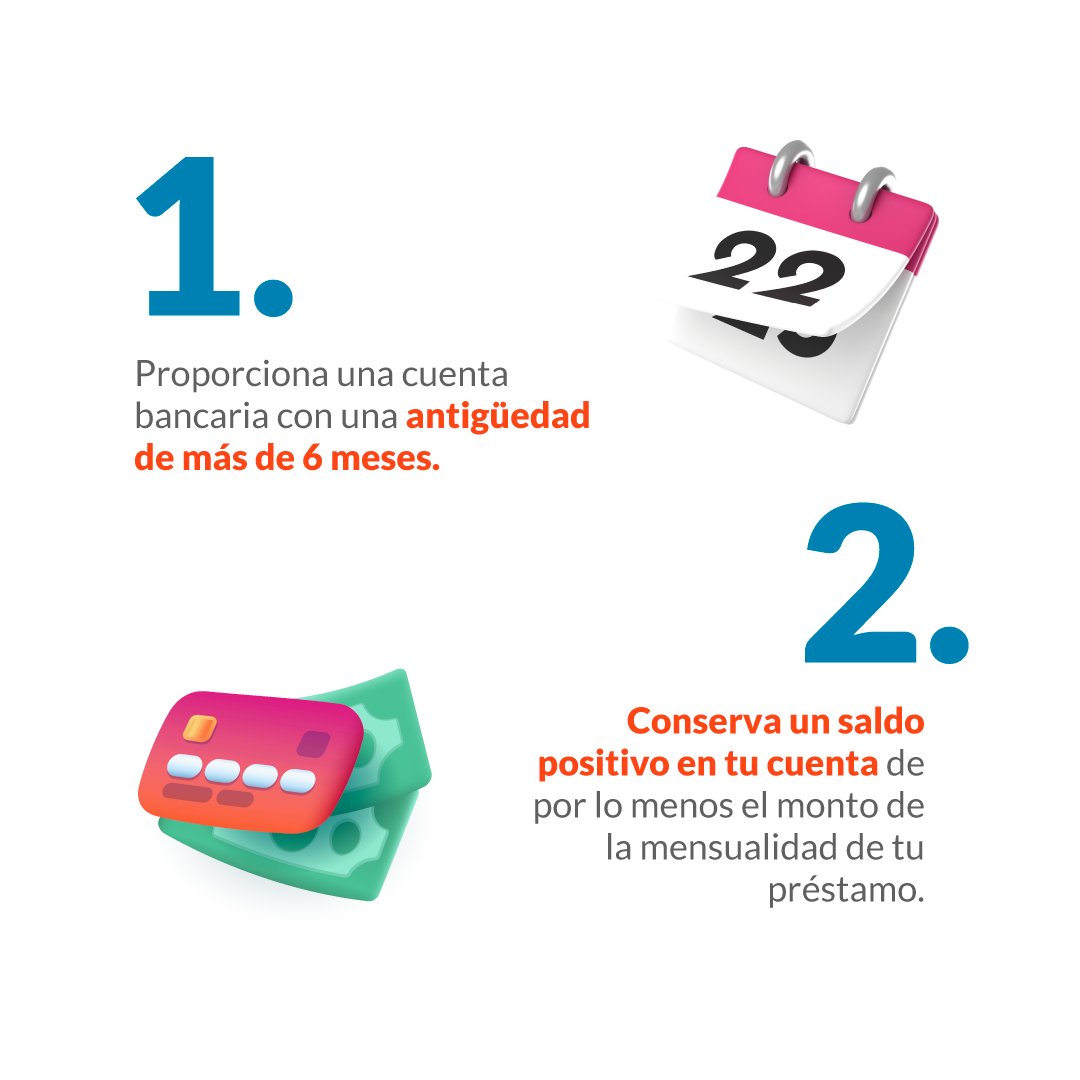 1.
22
Proporciona una cuenta
bancaria con una antigüedad
de más de 6 meses.
2.
Conserva un saldo
positivo en tu cuenta de
por lo menos el monto de
la mensualidad de tu
préstamo.